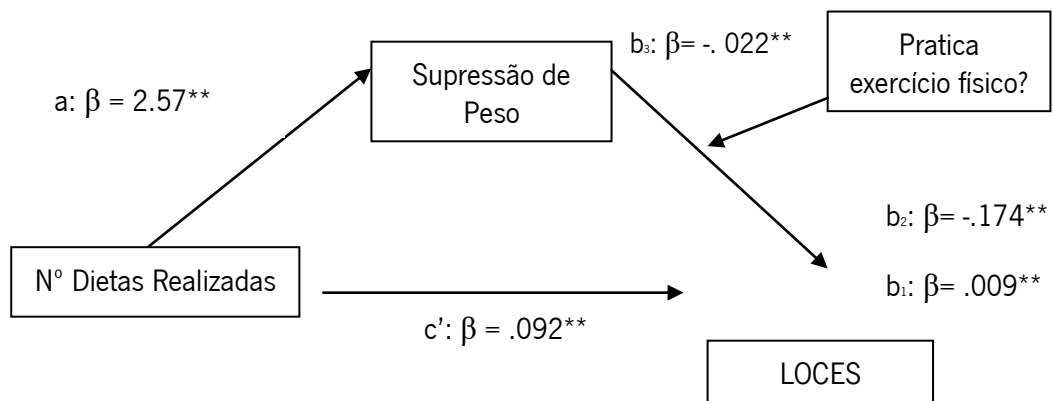 b₃: β= -. 022**
Pratica
exercício físico?
Supressão de
Peso
a: β = 2.57**
b₂: β= -.174**
Nº Dietas Realizadas
b₁: β= .009**
c’: β = .092**
LOCES